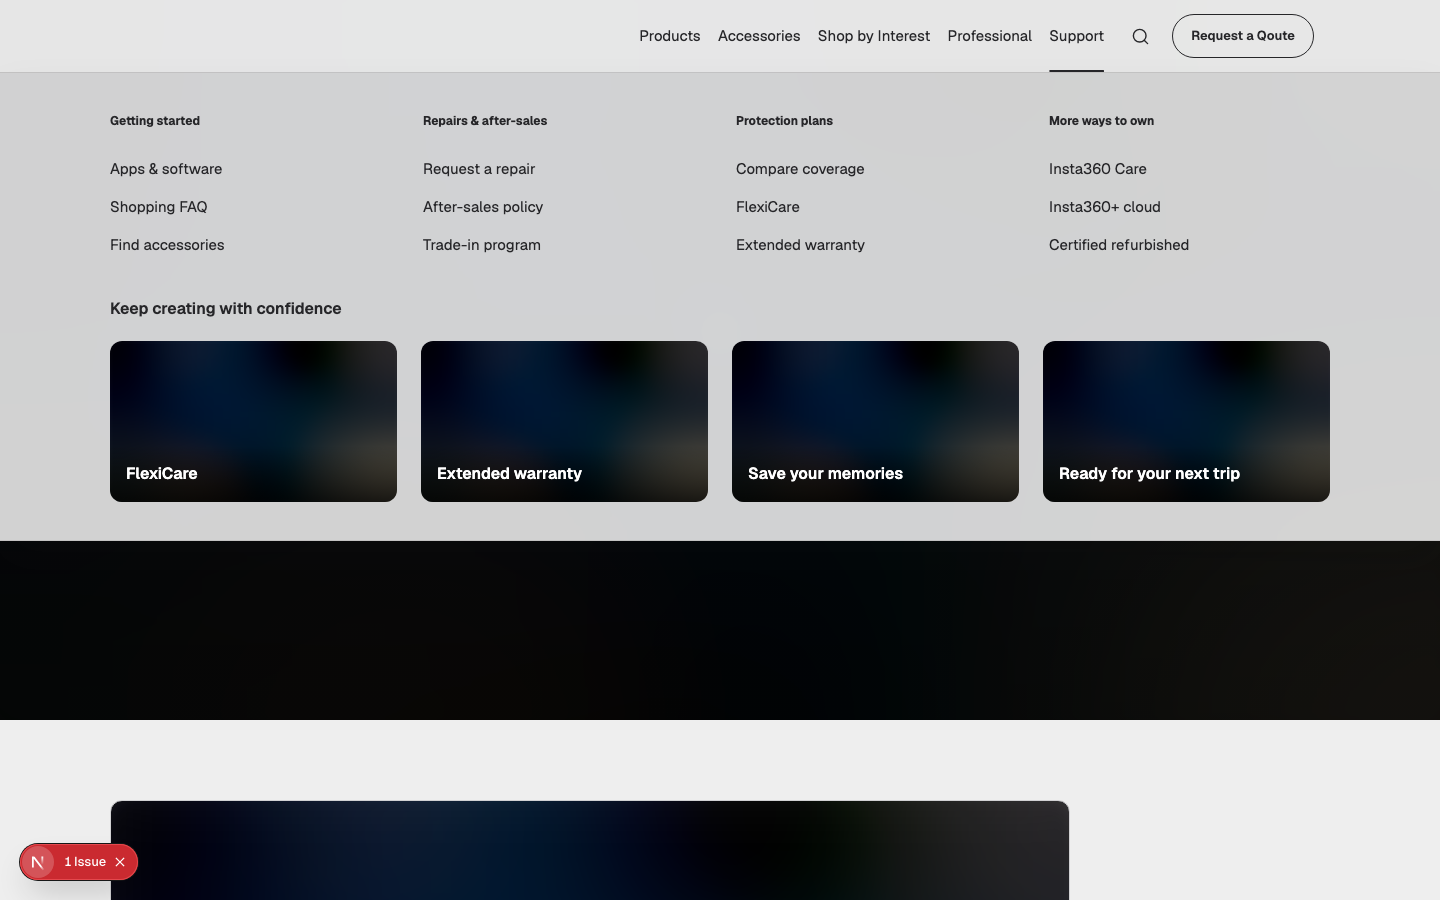 Products
Accessories
Shop by Interest
Professional
Support
Request a Qoute
Getting started
Apps & software
Shopping FAQ
Find accessories
Repairs & after-sales
Request a repair
After-sales policy
Trade-in program
Protection plans
Compare coverage
FlexiCare
Extended warranty
More ways to own
Insta360 Care
Insta360+ cloud
Certified refurbished
Keep creating with confidence
FlexiCare
Extended warranty
Save your memories
Ready for your next trip
N
1 Issue